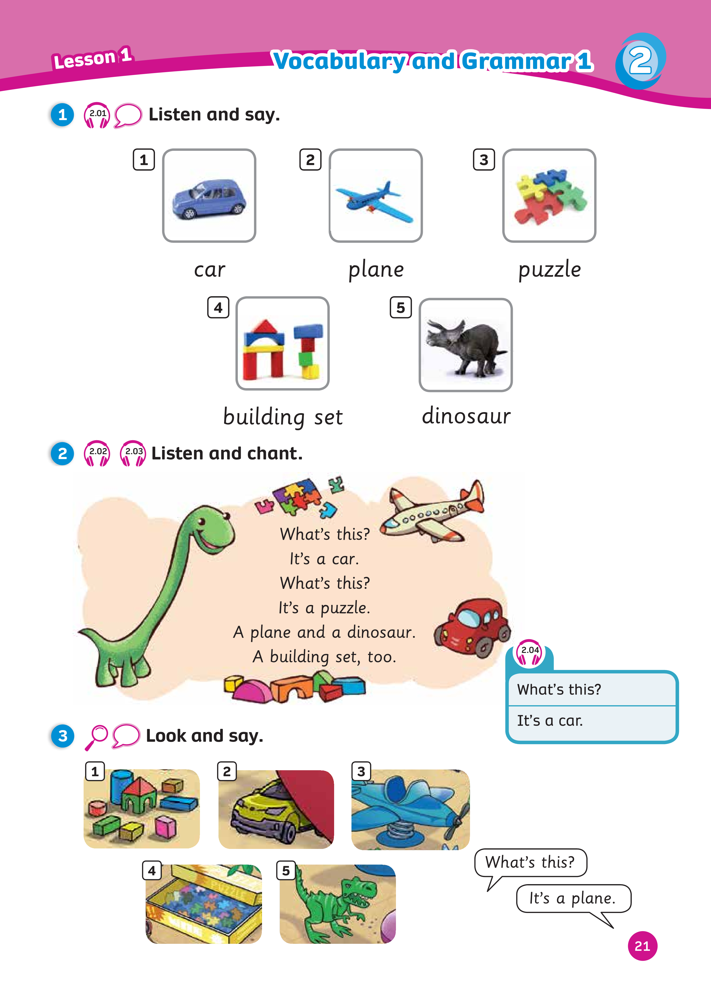 Lesson 1
Vocabulary and Grammar 1
2
1 2.01 Listen and say.
1
2
3
car
plane
puzzle
4
5
building set
dinosaur
2 2.02 2.03 Listen and chant.
What's this?
It's a car.
What's this?
It's a puzzle.
A plane and a dinosaur.
A building set, too.
2.04
What's this?
It's a car.
3 Look and say.
1
2
3
4
5
What's this?
It's a plane.
21